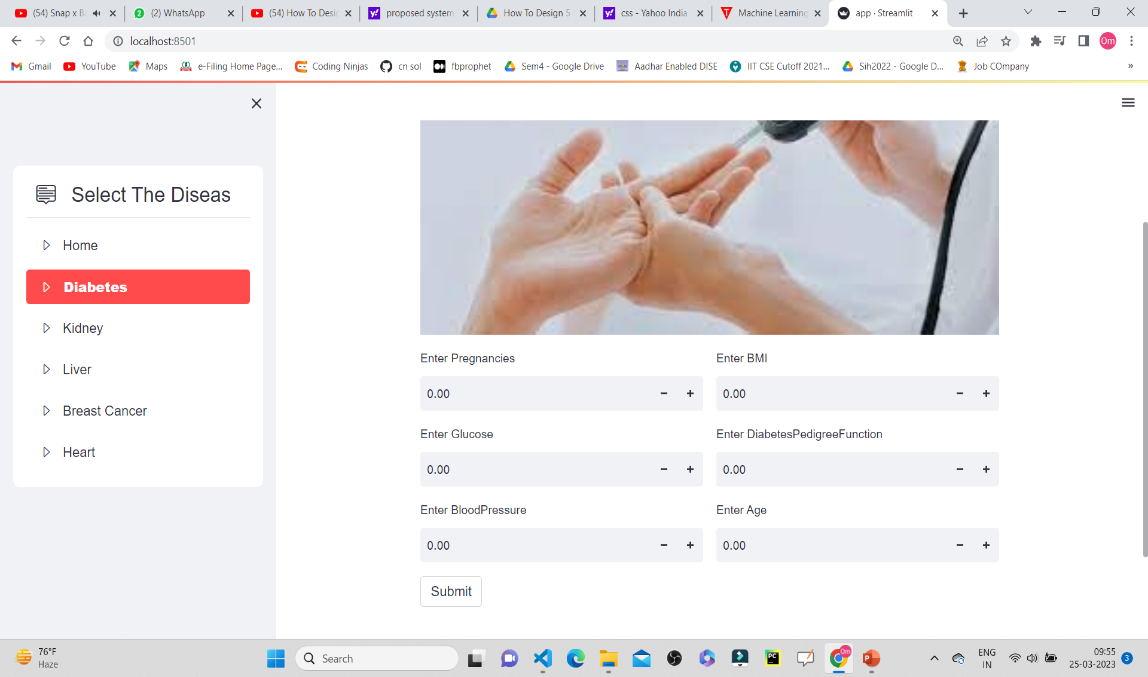 (54) Snap x B
(2) WhatsApp
(54) How To Desi
proposed system
How To Design S
css - Yahoo India
Machine Learning
app · Streamlit
localhost:8501
Om
Gmail
YouTube
Maps
e-Filing Home Page...
Coding Ninjas
cn sol
fbprophet
Sem4 - Google Drive
Aadhar Enabled DISE
IIT CSE Cutoff 2021...
Sih2022 - Google D...
Job COmpany
»
Select The Diseas
Home
Diabetes
Kidney
Liver
Breast Cancer
Heart
Enter Pregnancies
Enter BMI
0.00
0.00
Enter Glucose
Enter DiabetesPedigreeFunction
0.00
0.00
Enter BloodPressure
Enter Age
0.00
0.00
Submit
76°F
Haze
Search
ENG
IN
09:55
25-03-2023
3